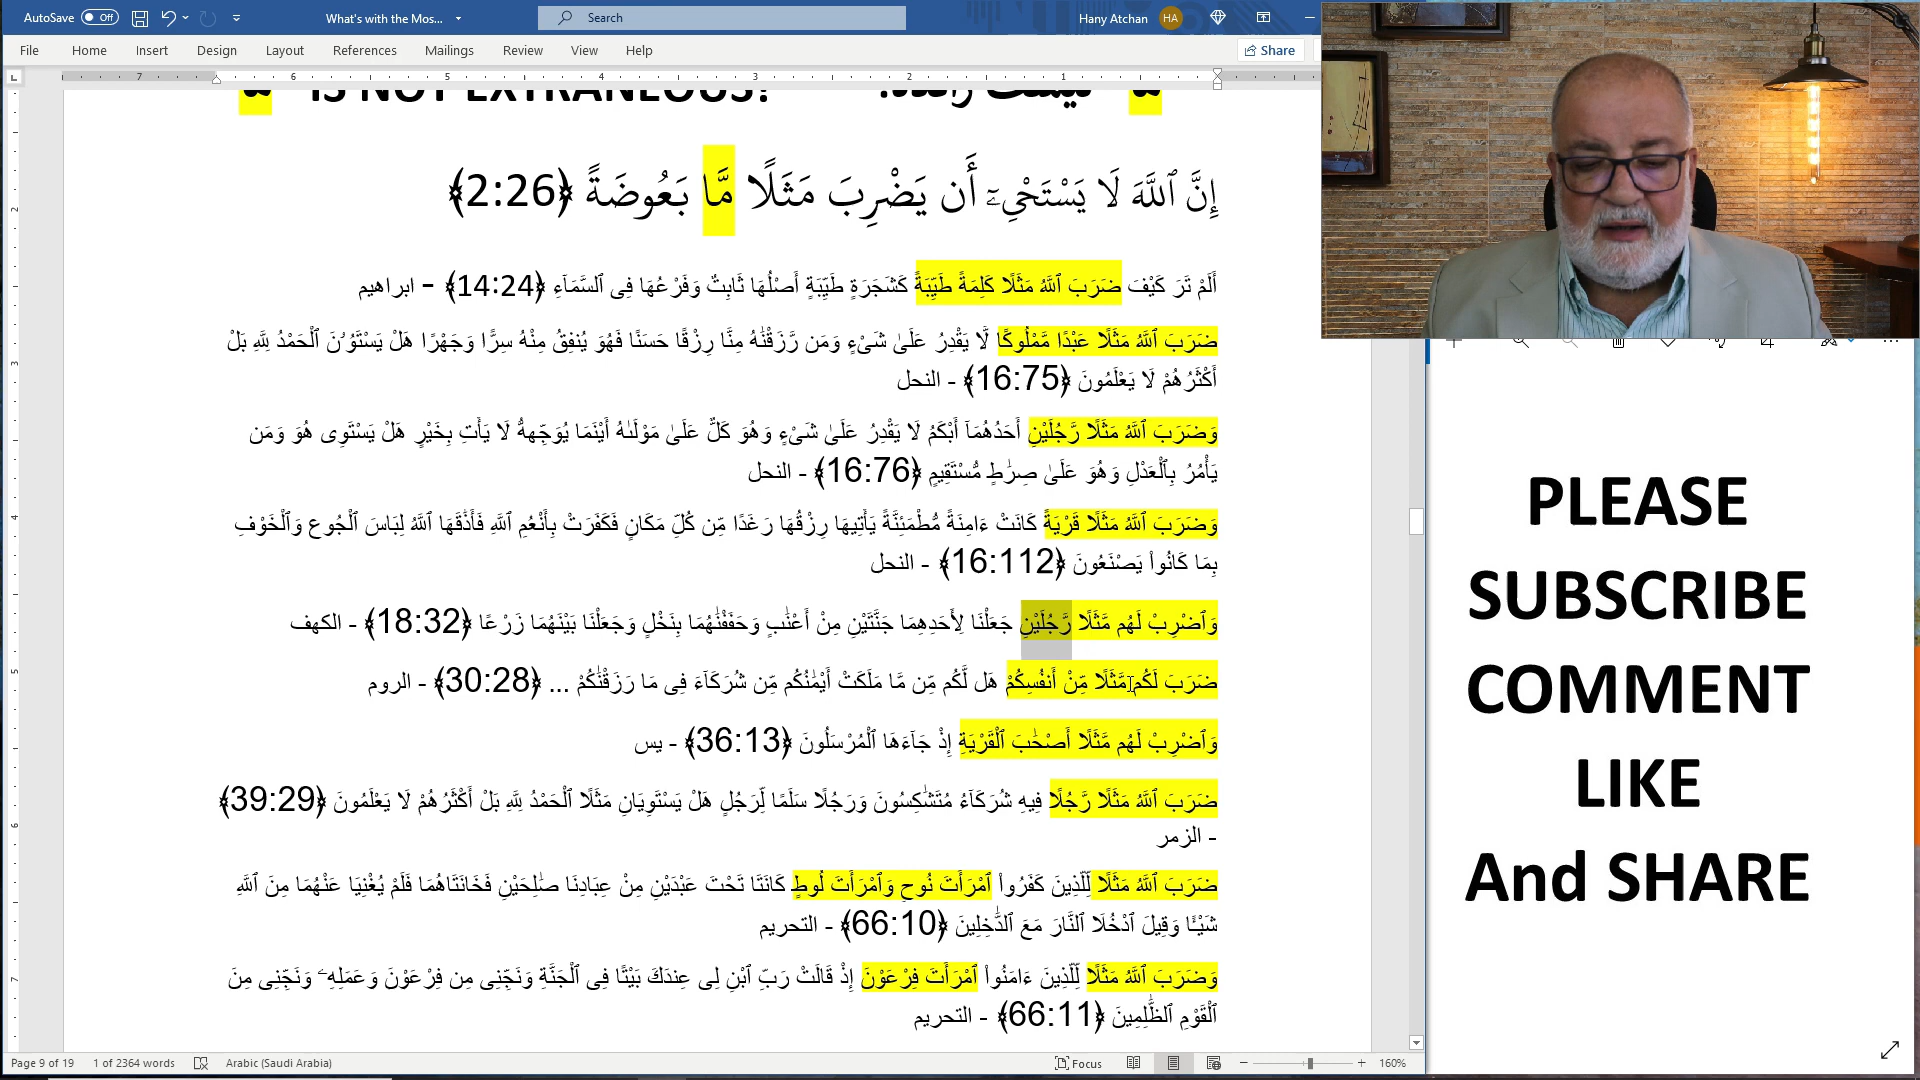 AutoSave Off What's with the Mos... Search Hany Atchan HA
File Home Insert Design Layout References Mailings Review View Help Share
7 6 5 4 3 2 1
IS NOT EXTRANEOUS!
إِنَّ ٱللَّهَ لَا يَسْتَحْىِۦٓ أَن يَضْرِبَ مَثَلًا مَّا بَعُوضَةً ﴿2:26﴾
أَلَمْ تَرَ كَيْفَ ضَرَبَ ٱللَّهُ مَثَلًا كَلِمَةً طَيِّبَةً كَشَجَرَةٍ طَيِّبَةٍ أَصْلُهَا ثَابِتٌ وَفَرْعُهَا فِى ٱلسَّمَآءِ ﴿14:24﴾ - ابراهيم
ضَرَبَ ٱللَّهُ مَثَلًا عَبْدًا مَّمْلُوكًا لَّا يَقْدِرُ عَلَىٰ شَىْءٍ وَمَن رَّزَقْنَٰهُ مِنَّا رِزْقًا حَسَنًا فَهُوَ يُنفِقُ مِنْهُ سِرًّا وَجَهْرًا هَلْ يَسْتَوُۥنَ ٱلْحَمْدُ لِلَّهِ بَلْ
أَكْثَرُهُمْ لَا يَعْلَمُونَ ﴿16:75﴾ - النحل
وَضَرَبَ ٱللَّهُ مَثَلًا رَّجُلَيْنِ أَحَدُهُمَآ أَبْكَمُ لَا يَقْدِرُ عَلَىٰ شَىْءٍ وَهُوَ كَلٌّ عَلَىٰ مَوْلَىٰهُ أَيْنَمَا يُوَجِّههُّ لَا يَأْتِ بِخَيْرٍ هَلْ يَسْتَوِى هُوَ وَمَن
يَأْمُرُ بِٱلْعَدْلِ وَهُوَ عَلَىٰ صِرَٰطٍ مُّسْتَقِيمٍ ﴿16:76﴾ - النحل
وَضَرَبَ ٱللَّهُ مَثَلًا قَرْيَةً كَانَتْ ءَامِنَةً مُّطْمَئِنَّةً يَأْتِيهَا رِزْقُهَا رَغَدًا مِّن كُلِّ مَكَانٍ فَكَفَرَتْ بِأَنْعُمِ ٱللَّهِ فَأَذَٰقَهَا ٱللَّهُ لِبَاسَ ٱلْجُوعِ وَٱلْخَوْفِ
بِمَا كَانُوا۟ يَصْنَعُونَ ﴿16:112﴾ - النحل
وَٱضْرِبْ لَهُم مَّثَلًا رَّجُلَيْنِ جَعَلْنَا لِأَحَدِهِمَا جَنَّتَيْنِ مِنْ أَعْنَٰبٍ وَحَفَفْنَٰهُمَا بِنَخْلٍ وَجَعَلْنَا بَيْنَهُمَا زَرْعًا ﴿18:32﴾ - الكهف
ضَرَبَ لَكُم مَّثَلًا مِّنْ أَنفُسِكُمْ هَل لَّكُم مِّن مَّا مَلَكَتْ أَيْمَٰنُكُم مِّن شُرَكَآءَ فِى مَا رَزَقْنَٰكُمْ ... ﴿30:28﴾ - الروم
وَٱضْرِبْ لَهُم مَّثَلًا أَصْحَٰبَ ٱلْقَرْيَةِ إِذْ جَآءَهَا ٱلْمُرْسَلُونَ ﴿36:13﴾ - يس
ضَرَبَ ٱللَّهُ مَثَلًا رَّجُلًا فِيهِ شُرَكَآءُ مُتَشَٰكِسُونَ وَرَجُلًا سَلَمًا لِّرَجُلٍ هَلْ يَسْتَوِيَانِ مَثَلًا ٱلْحَمْدُ لِلَّهِ بَلْ أَكْثَرُهُمْ لَا يَعْلَمُونَ ﴿39:29﴾
- الزمر
ضَرَبَ ٱللَّهُ مَثَلًا لِّلَّذِينَ كَفَرُوا۟ ٱمْرَأَتَ نُوحٍ وَٱمْرَأَتَ لُوطٍ كَانَتَا تَحْتَ عَبْدَيْنِ مِنْ عِبَادِنَا صَٰلِحَيْنِ فَخَانَتَاهُمَا فَلَمْ يُغْنِيَا عَنْهُمَا مِنَ ٱللَّهِ
شَيْـًٔا وَقِيلَ ٱدْخُلَا ٱلنَّارَ مَعَ ٱلدَّٰخِلِينَ ﴿66:10﴾ - التحريم
وَضَرَبَ ٱللَّهُ مَثَلًا لِّلَّذِينَ ءَامَنُوا۟ ٱمْرَأَتَ فِرْعَوْنَ إِذْ قَالَتْ رَبِّ ٱبْنِ لِى عِندَكَ بَيْتًا فِى ٱلْجَنَّةِ وَنَجِّنِى مِن فِرْعَوْنَ وَعَمَلِهِۦ وَنَجِّنِى مِنَ
ٱلْقَوْمِ ٱلظَّٰلِمِينَ ﴿66:11﴾ - التحريم
PLEASE
SUBSCRIBE
COMMENT
LIKE
And SHARE
Page 9 of 19 1 of 2364 words Arabic (Saudi Arabia) Focus 160%